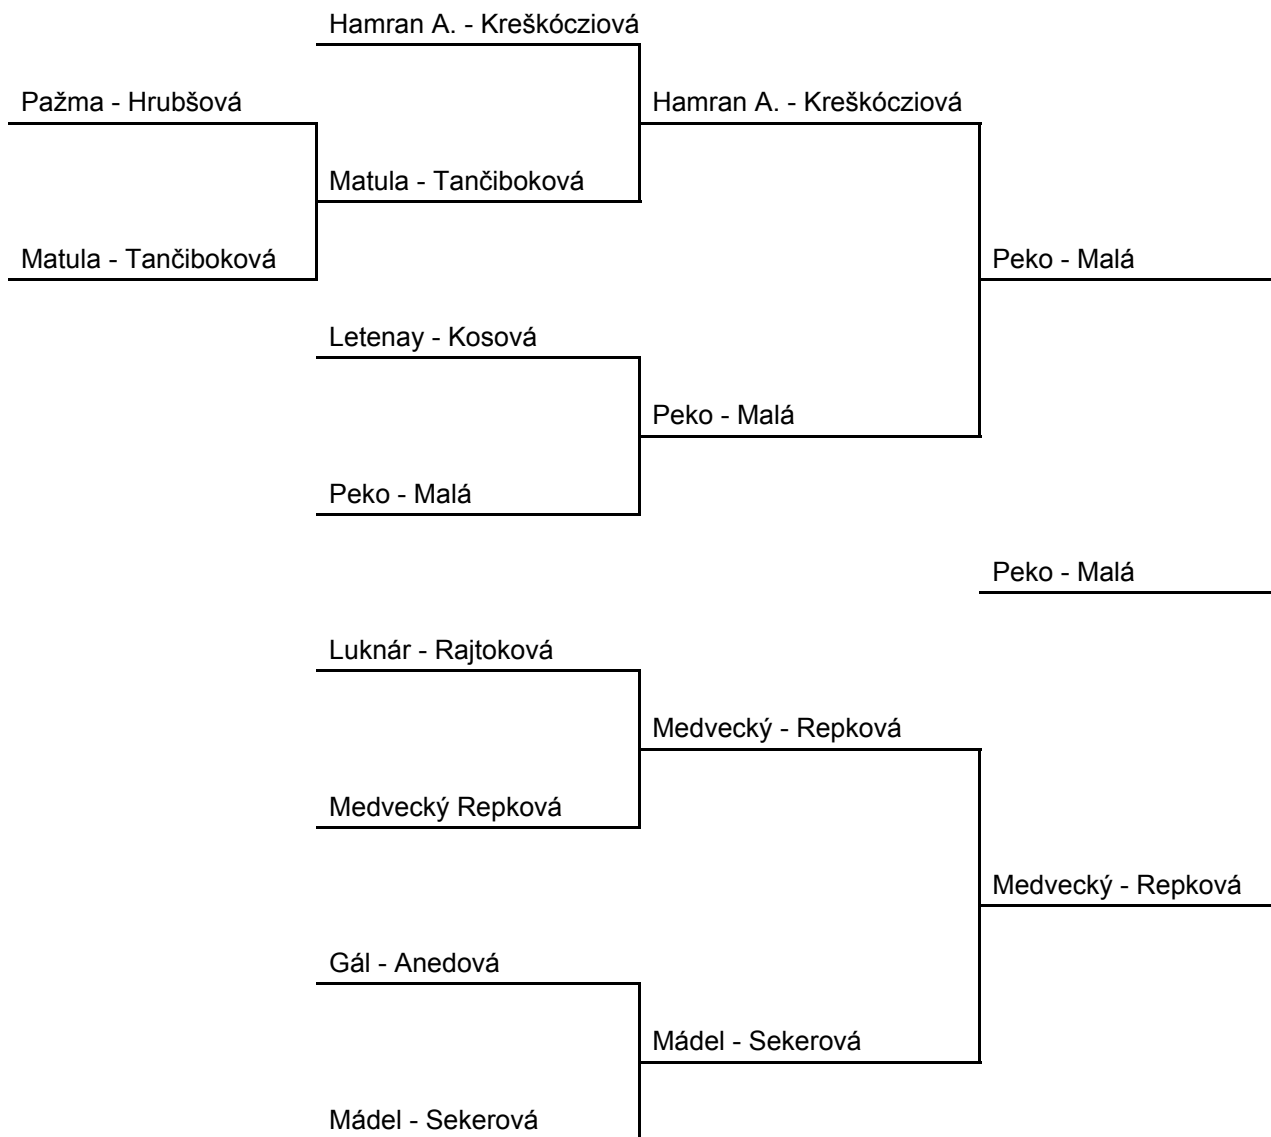 Hamran A. - Kreškócziová
Pažma - Hrubšová
Hamran A. - Kreškócziová
Matula - Tančiboková
Matula - Tančiboková
Peko - Malá
Letenay - Kosová
Peko - Malá
Peko - Malá
Peko - Malá
Luknár - Rajtoková
Medvecký - Repková
Medvecký Repková
Medvecký - Repková
Gál - Anedová
Mádel - Sekerová
Mádel - Sekerová